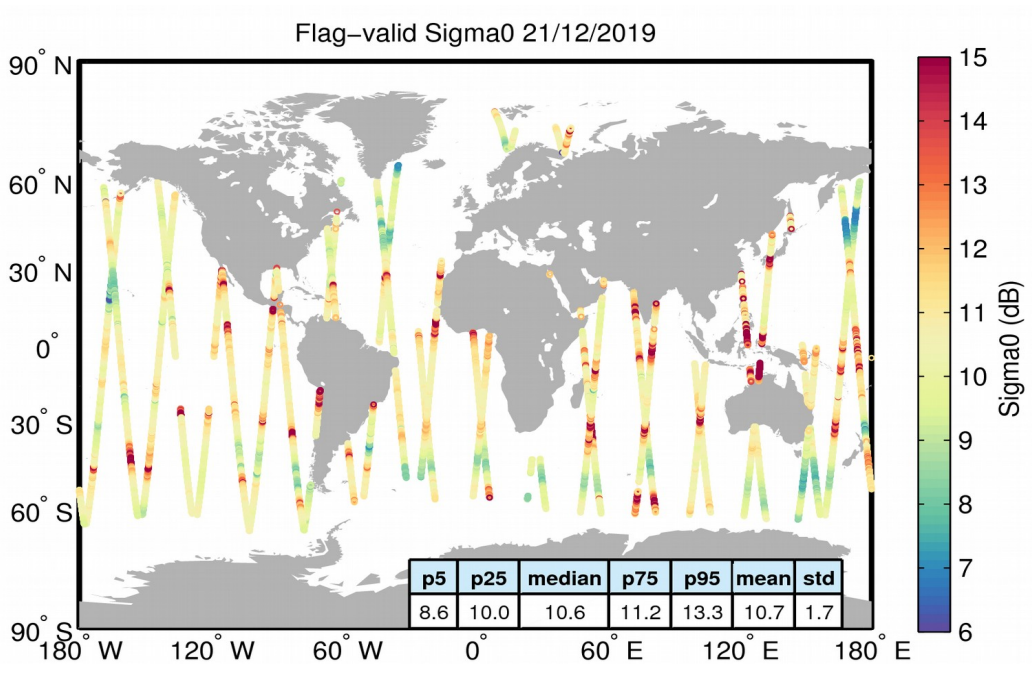 Flag−valid Sigma0 21/12/2019
90° N
60° N
30° N
0°
30° S
60° S
90° S
180° W
120° W
60° W
0°
60° E
120° E
180° E
p5 p25 median p75 p95 mean std
8.6 10.0 10.6 11.2 13.3 10.7 1.7
15
14
13
12
11
10
9
8
7
6
Sigma0 (dB)